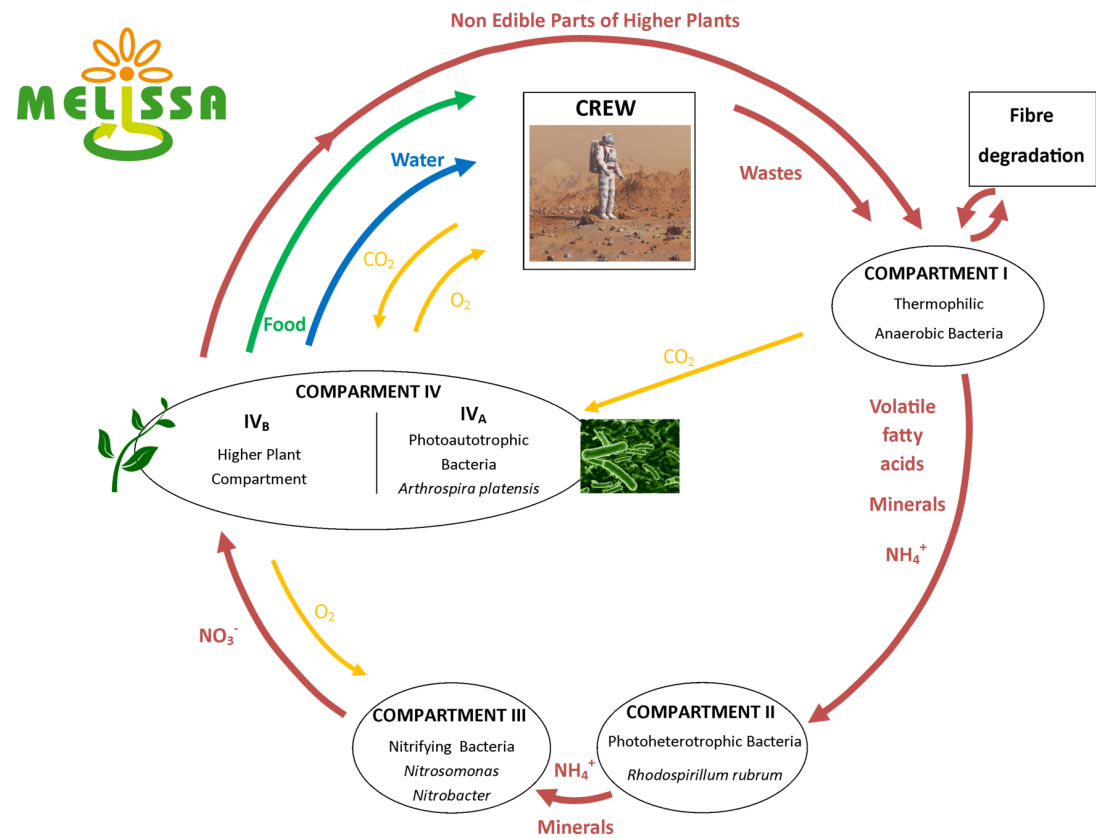 Non Edible Parts of Higher Plants
MELISSA
CREW
Fibre
degradation
Water
Wastes
CO₂
O₂
Food
COMPARTMENT I
Thermophilic
Anaerobic Bacteria
CO₂
COMPARMENT IV
IV_B
Higher Plant
Compartment
IV_A
Photoautotrophic
Bacteria
Arthrospira platensis
Volatile
fatty
acids
Minerals
NH₄⁺
O₂
NO₃⁻
COMPARTMENT III
Nitrifying Bacteria
Nitrosomonas
Nitrobacter
COMPARTMENT II
Photoheterotrophic Bacteria
Rhodospirillum rubrum
NH₄⁺
Minerals